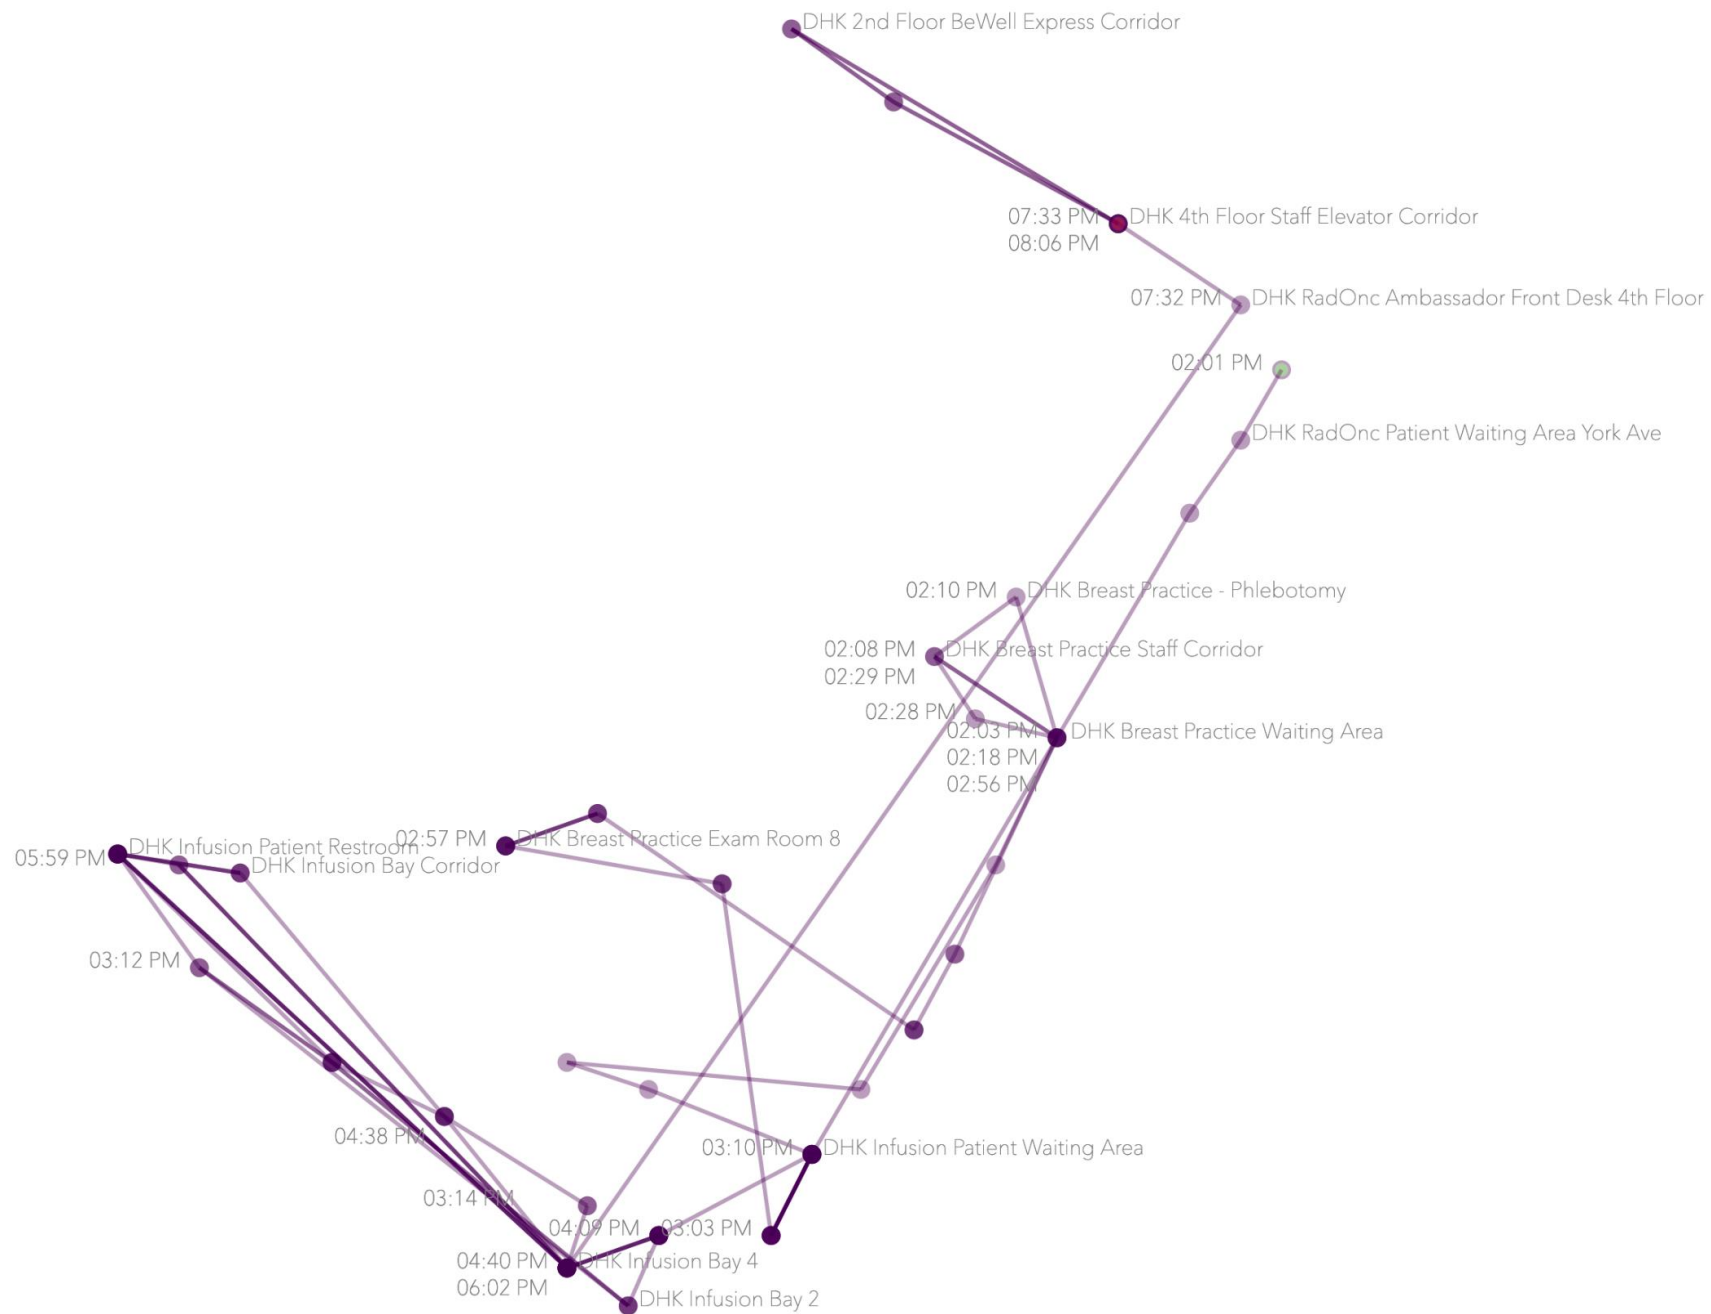 DHK 2nd Floor BeWell Express Corridor
07:33 PM DHK 4th Floor Staff Elevator Corridor
08:06 PM
07:32 PM DHK RadOnc Ambassador Front Desk 4th Floor
02:01 PM
DHK RadOnc Patient Waiting Area York Ave
02:10 PM DHK Breast Practice - Phlebotomy
02:08 PM DHK Breast Practice Staff Corridor
02:29 PM
02:28 PM
02:03 PM DHK Breast Practice Waiting Area
02:18 PM
02:56 PM
02:57 PM DHK Breast Practice Exam Room 8
05:59 PM DHK Infusion Patient Restroom
DHK Infusion Bay Corridor
03:12 PM
04:38 PM
03:10 PM DHK Infusion Patient Waiting Area
03:14 PM
04:09 PM
03:03 PM
04:40 PM DHK Infusion Bay 4
06:02 PM
DHK Infusion Bay 2